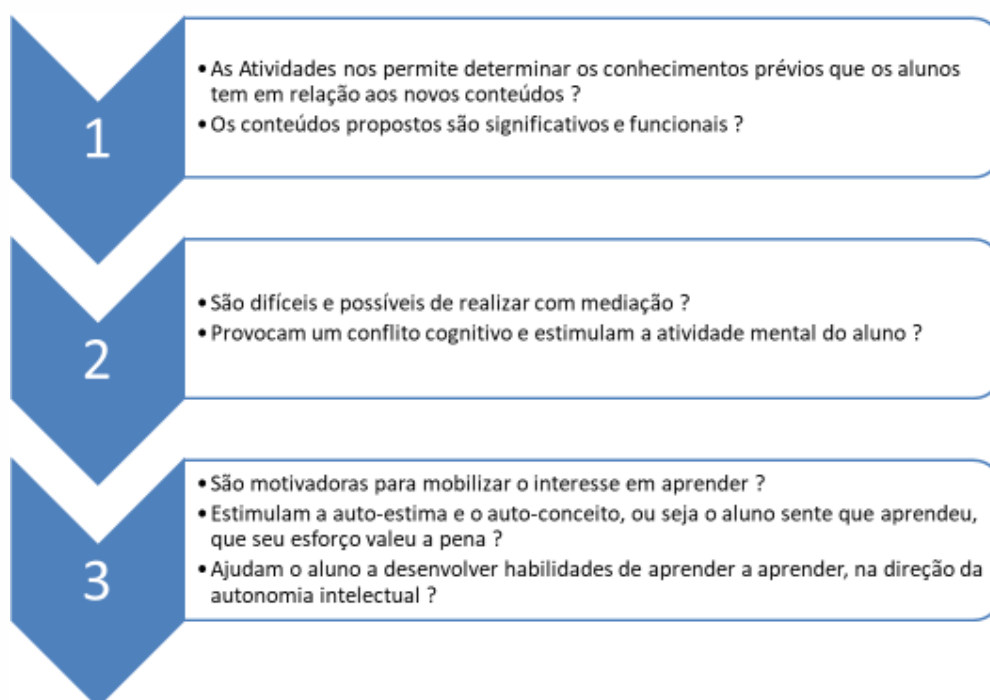 1
• As Atividades nos permite determinar os conhecimentos prévios que os alunos
tem em relação aos novos conteúdos ?
• Os conteúdos propostos são significativos e funcionais ?
2
• São difíceis e possíveis de realizar com mediação ?
• Provocam um conflito cognitivo e estimulam a atividade mental do aluno ?
3
• São motivadoras para mobilizar o interesse em aprender ?
• Estimulam a auto-estima e o auto-conceito, ou seja o aluno sente que aprendeu,
que seu esforço valeu a pena ?
• Ajudam o aluno a desenvolver habilidades de aprender a aprender, na direção da
autonomia intelectual ?